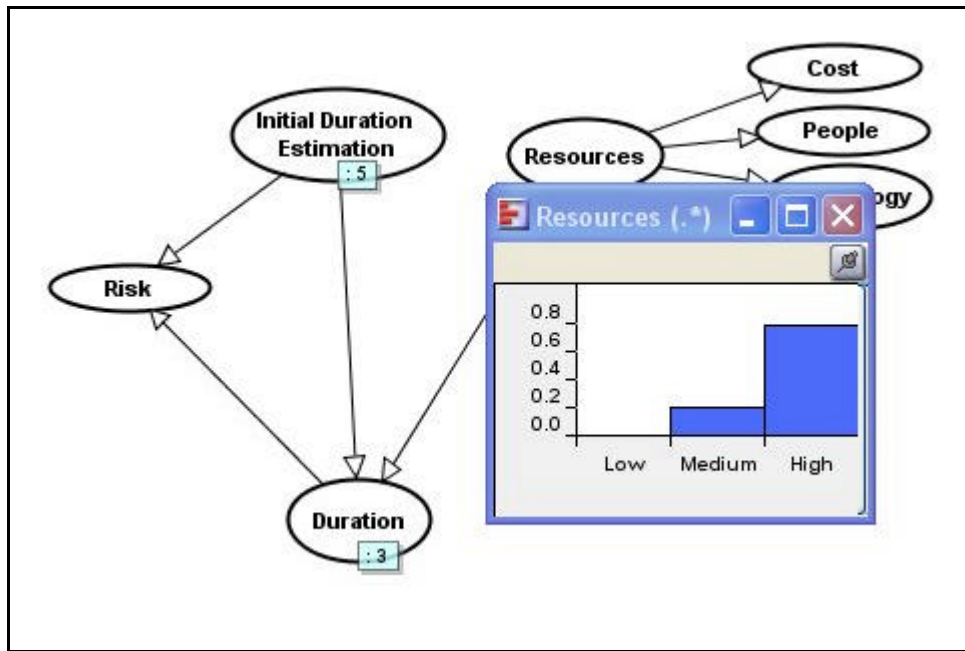 Cost
Initial Duration
Estimation
: 5
People
Resources
ogy
Resources (.*)
Risk
0.8
0.6
0.4
0.2
0.0
Low Medium High
Duration
: 3